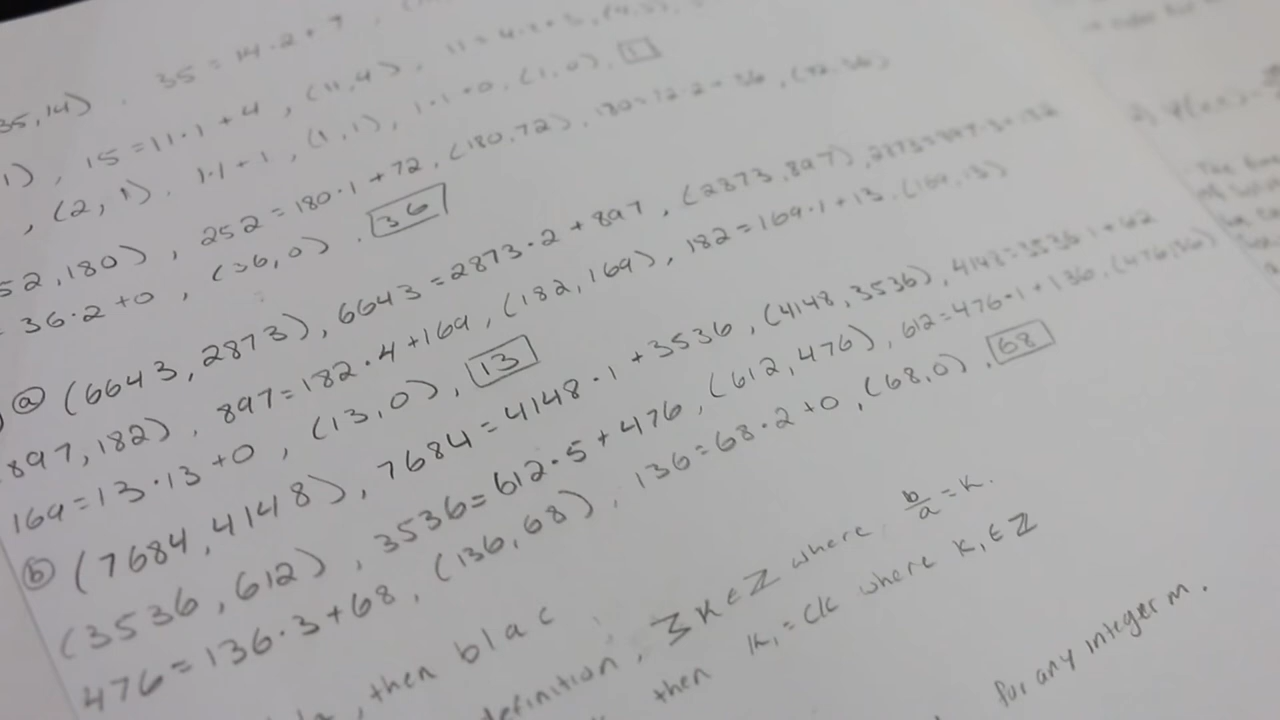 35,14) , 35 = 14·2+7
1) , 15 = 11·1+4 , (11,4) , 11 = 4·
, (2,1) , 1·1+1 , (1,1) , 1·1+0 , (1,0) , 1
52,180) , 252 = 180·1+72 , (180,72) , 180=72·2+36 , (72,36)
36·2+0 , (36,0) . 36
a (6643,2873) , 6643=2873·2+897 , (2873,897) , 2873=897·3+182
897,182) , 897=182·4+169 , (182,169) , 182=169·1+13 , (169,13)
169=13·13+0 , (13,0) , 13
b (7684,4148) , 7684=4148·1+3536 , (4148,3536) , 4148=3536·1+612
(3536,612) , 3536=612·5+476 , (612,476) , 612=476·1+136 , (476,136)
476=136·3+68 , (136,68) , 136=68·2+0 , (68,0) . 68
, then b|ac
definition , ∃k∈Z where b/a=k.
then k₁=ck where k₁∈Z
for any integer m.